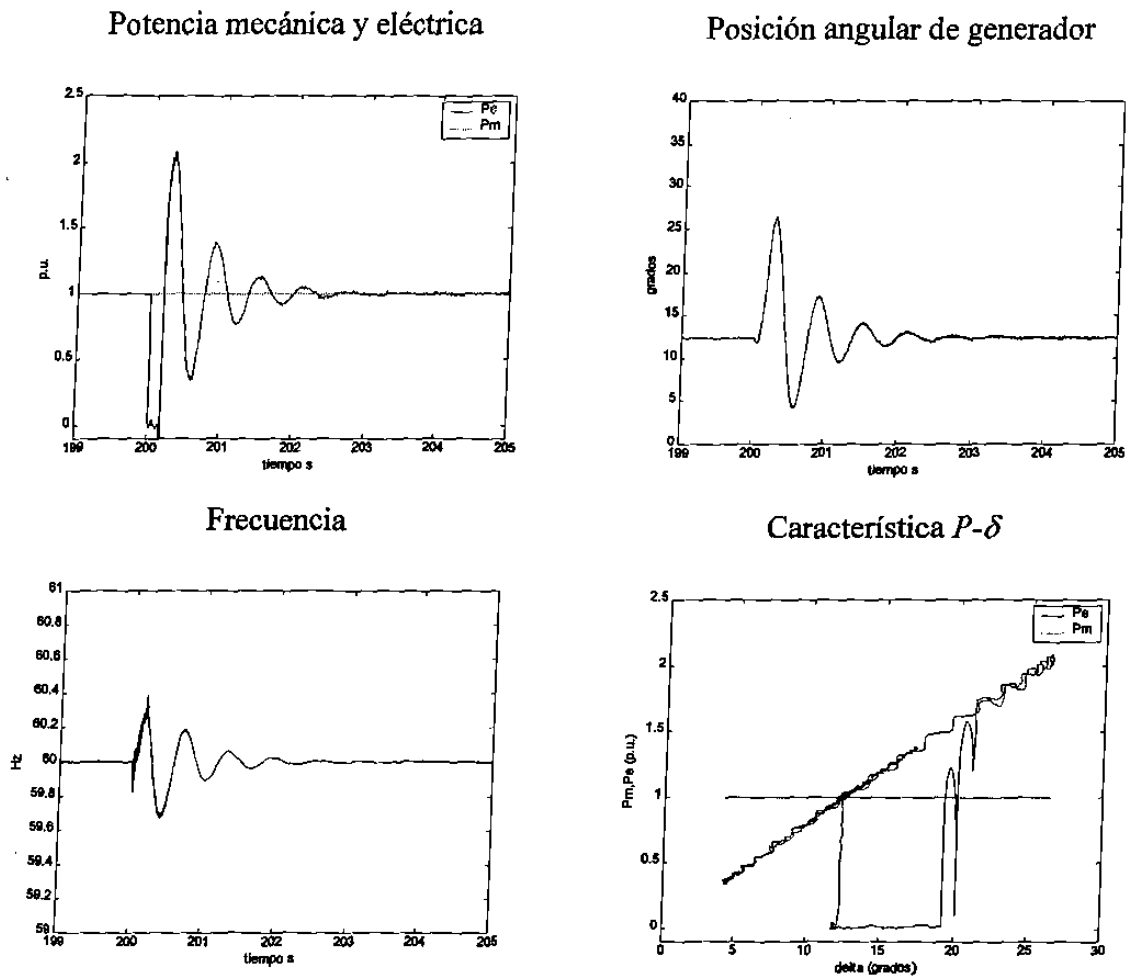 Potencia mecánica y eléctrica
2.5
2
1.5
1
0.5
0
p.u.
Pe
Pm
199 200 201 202 203 204 205
tiempo s
Posición angular de generador
40
35
30
25
20
15
10
5
0
grados
199 200 201 202 203 204 205
tiempo s
Frecuencia
61
60.8
60.6
60.4
60.2
60
59.8
59.6
59.4
59.2
59
Hz
199 200 201 202 203 204 205
tiempo s
Característica P-δ
2.5
2
1.5
1
0.5
0
Pm,Pe (p.u.)
Pe
Pm
0 5 10 15 20 25 30
delta (grados)